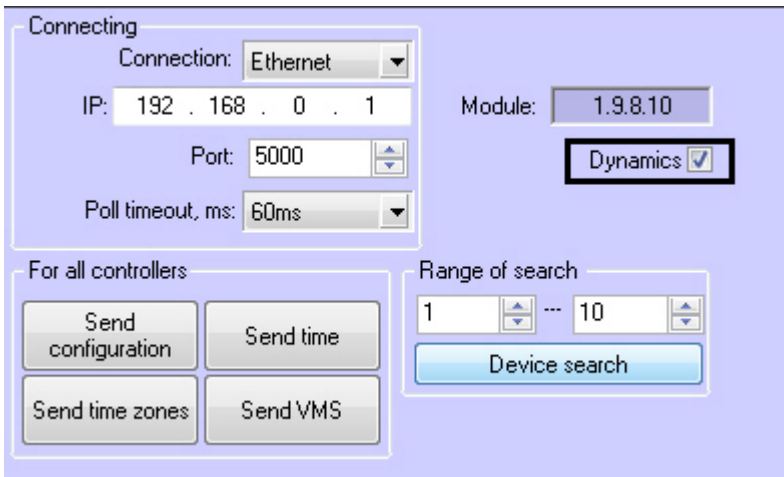 Connecting
Connection: Ethernet
IP: 192 . 168 . 0 . 1
Module: 1.9.8.10
Port: 5000
Dynamics
Poll timeout, ms: 60ms
For all controllers
Range of search
Send
configuration
Send time
1 --- 10
Device search
Send time zones
Send VMS